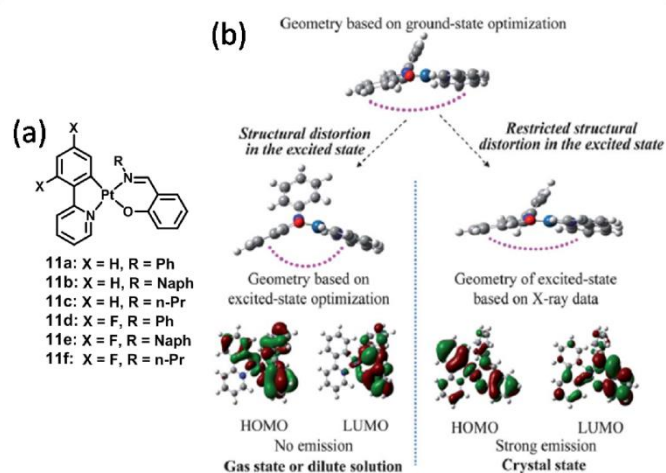 (a)
X
X
R
N
Pt
N
O
11a: X = H, R = Ph
11b: X = H, R = Naph
11c: X = H, R = n-Pr
11d: X = F, R = Ph
11e: X = F, R = Naph
11f: X = F, R = n-Pr
(b)
Geometry based on ground-state optimization
Structural distortion
in the excited state
Restricted structural
distortion in the excited state
Geometry based on
excited-state optimization
Geometry of excited-state
based on X-ray data
HOMO
LUMO
No emission
Gas state or dilute solution
HOMO
LUMO
Strong emission
Crystal state